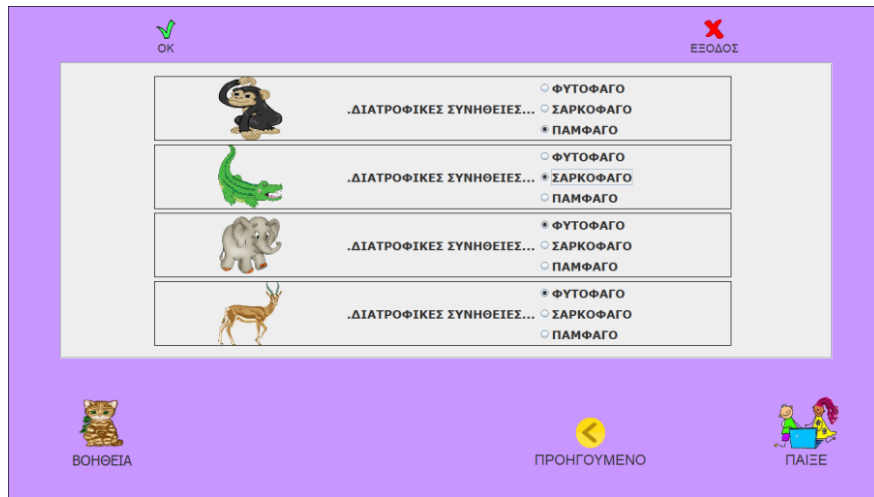 OK
ΕΞΟΔΟΣ
ΦΥΤΟΦΑΓΟ
.ΔΙΑΤΡΟΦΙΚΕΣ ΣΥΝΗΘΕΙΕΣ... ΣΑΡΚΟΦΑΓΟ
ΠΑΜΦΑΓΟ
ΦΥΤΟΦΑΓΟ
.ΔΙΑΤΡΟΦΙΚΕΣ ΣΥΝΗΘΕΙΕΣ... ΣΑΡΚΟΦΑΓΟ
ΠΑΜΦΑΓΟ
ΦΥΤΟΦΑΓΟ
.ΔΙΑΤΡΟΦΙΚΕΣ ΣΥΝΗΘΕΙΕΣ... ΣΑΡΚΟΦΑΓΟ
ΠΑΜΦΑΓΟ
ΦΥΤΟΦΑΓΟ
.ΔΙΑΤΡΟΦΙΚΕΣ ΣΥΝΗΘΕΙΕΣ... ΣΑΡΚΟΦΑΓΟ
ΠΑΜΦΑΓΟ
ΒΟΗΘΕΙΑ
ΠΡΟΗΓΟΥΜΕΝΟ
ΠΑΙΞΕ